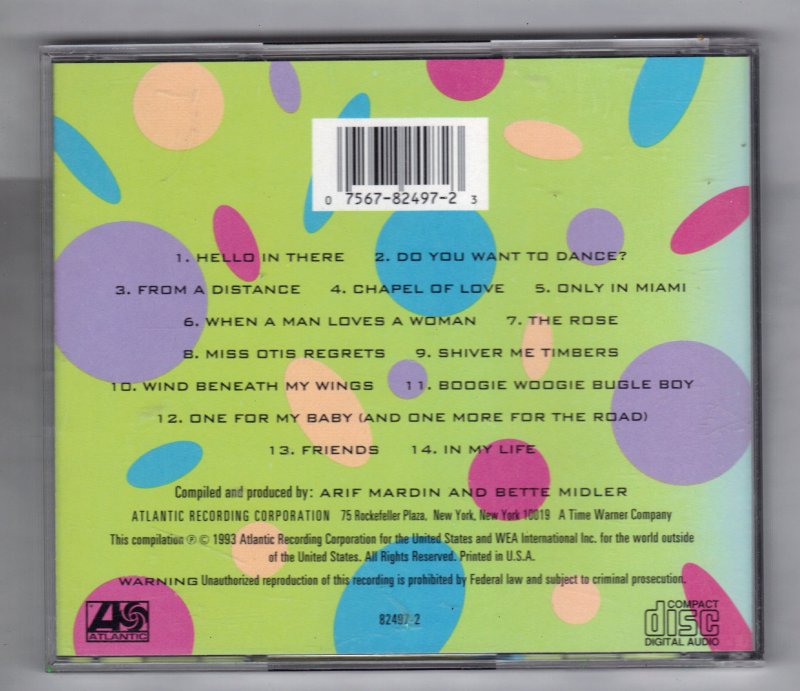 0 7567-82497-2 3
1. HELLO IN THERE 2. DO YOU WANT TO DANCE?
3. FROM A DISTANCE 4. CHAPEL OF LOVE 5. ONLY IN MIAMI
6. WHEN A MAN LOVES A WOMAN 7. THE ROSE
8. MISS OTIS REGRETS 9. SHIVER ME TIMBERS
10. WIND BENEATH MY WINGS 11. BOOGIE WOOGIE BUGLE BOY
12. ONE FOR MY BABY (AND ONE MORE FOR THE ROAD)
13. FRIENDS 14. IN MY LIFE
Compiled and produced by: ARIF MARDIN AND BETTE MIDLER
ATLANTIC RECORDING CORPORATION 75 Rockefeller Plaza, New York, New York 10019 A Time Warner Company
This compilation ℗ © 1993 Atlantic Recording Corporation for the United States and WEA International Inc. for the world outside
of the United States. All Rights Reserved. Printed in U.S.A.
WARNING Unauthorized reproduction of this recording is prohibited by Federal law and subject to criminal prosecution.
ATLANTIC
82497-2
COMPACT
disc
DIGITAL AUDIO